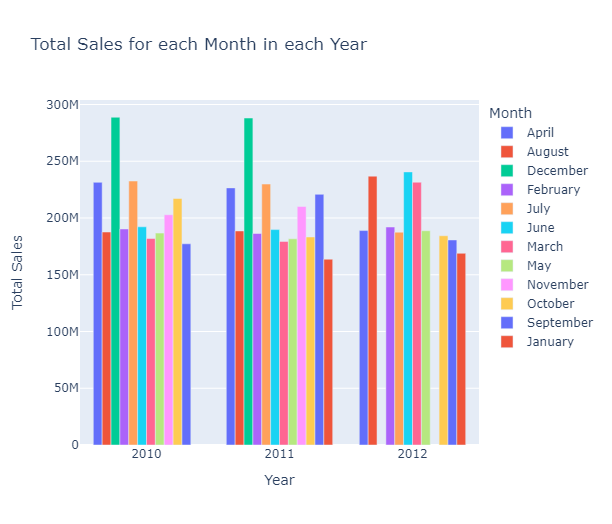 Total Sales for each Month in each Year
300M
250M
200M
150M
100M
50M
0
Total Sales
2010
2011
2012
Year
Month
April
August
December
February
July
June
March
May
November
October
September
January